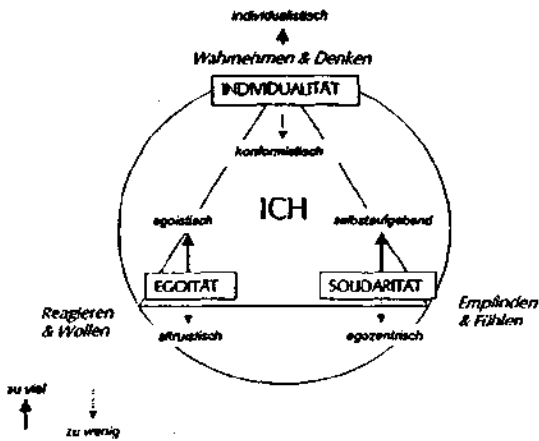 individualistisch
Wahrnehmen & Denken
INDIVIDUALITÄT
konformistisch
ICH
egoistisch
selbstaufgebend
EGOITÄT
SOLIDARITÄT
Reagieren
& Wollen
Empfinden
& Fühlen
altruistisch
egozentrisch
zu viel
zu wenig